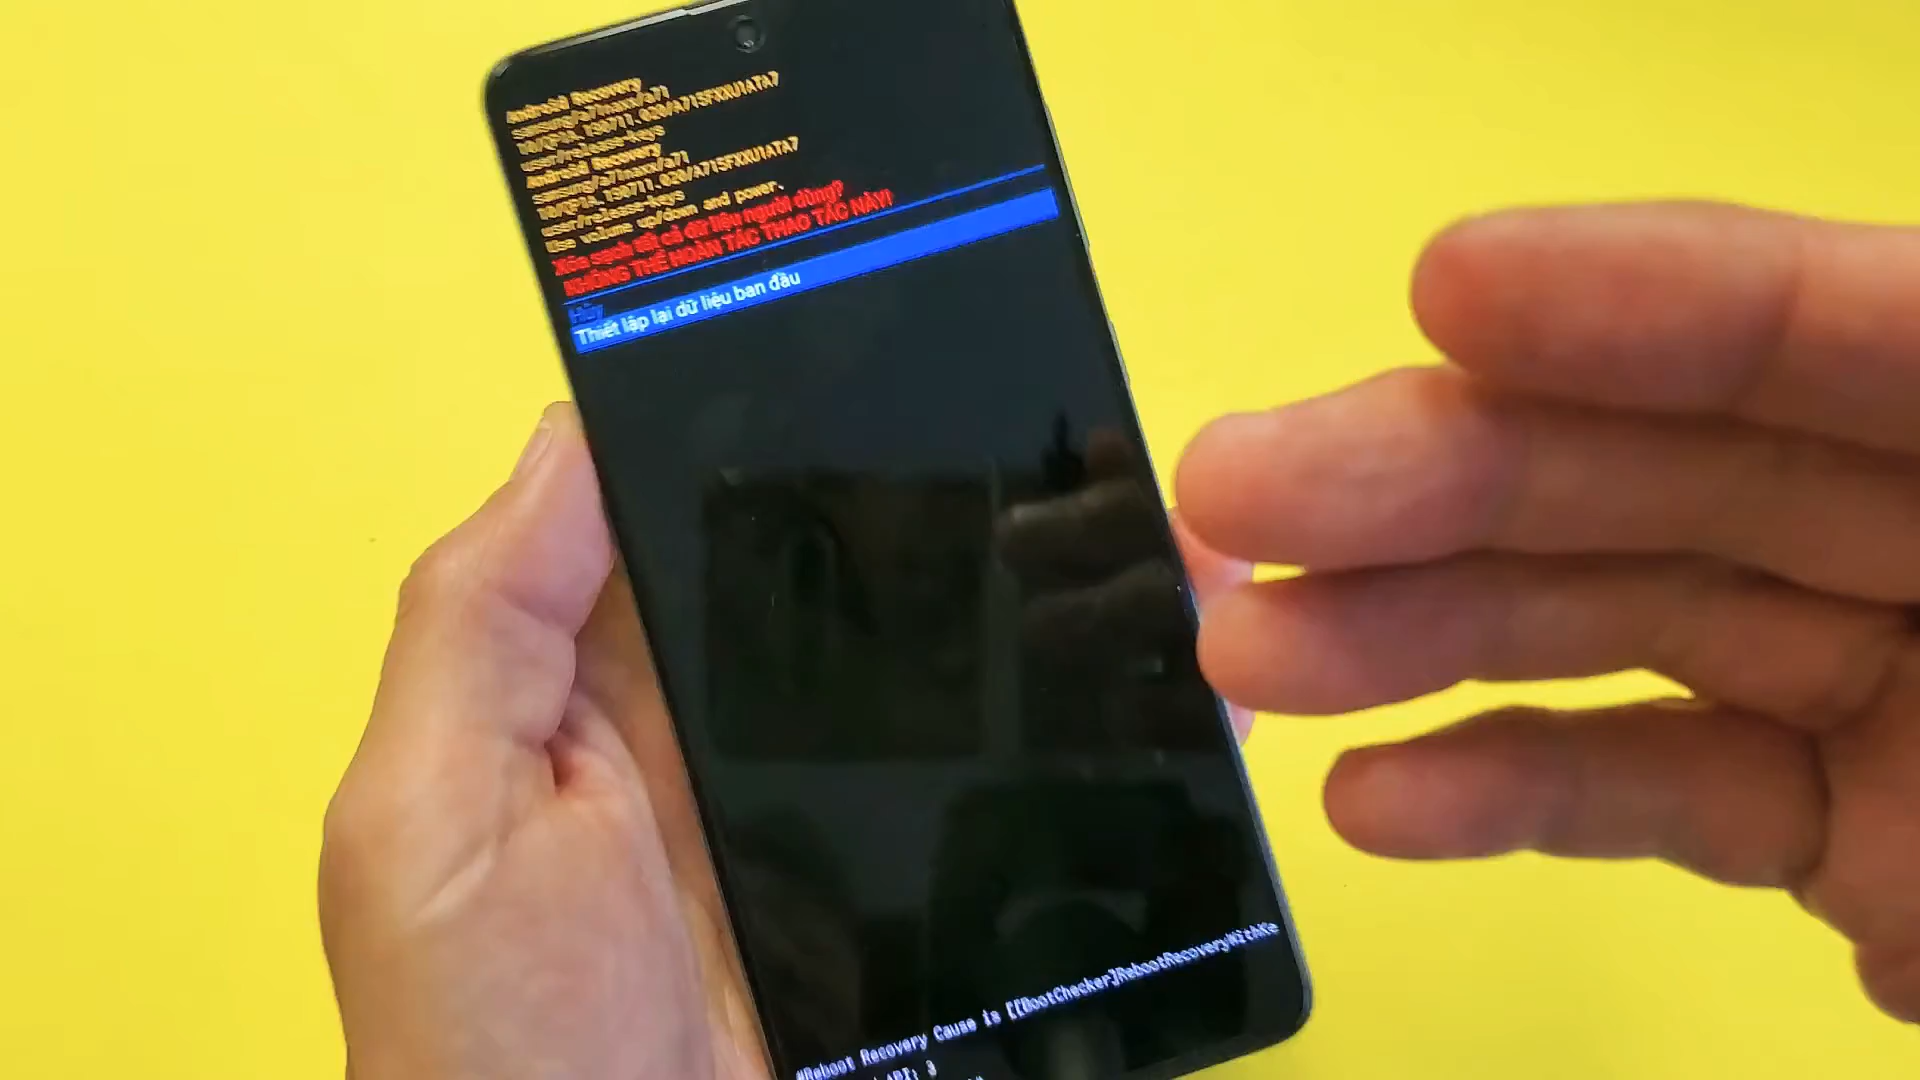 Android Recovery
samsung/a71naxx/a71
10/QP1A.190711.020/A715FXXU1ATA7
user/release-keys
Android Recovery
samsung/a71naxx/a71
10/QP1A.190711.020/A715FXXU1ATA7
user/release-keys
Use volume up/down and power.
Xóa sạch tất cả dữ liệu người dùng?
KHÔNG THỂ HOÀN TÁC THAO TÁC NÀY!
Hủy
Thiết lập lại dữ liệu ban đầu
#Reboot Recovery Cause is [[BootChecker]RebootRecoveryWithKe
API: 3